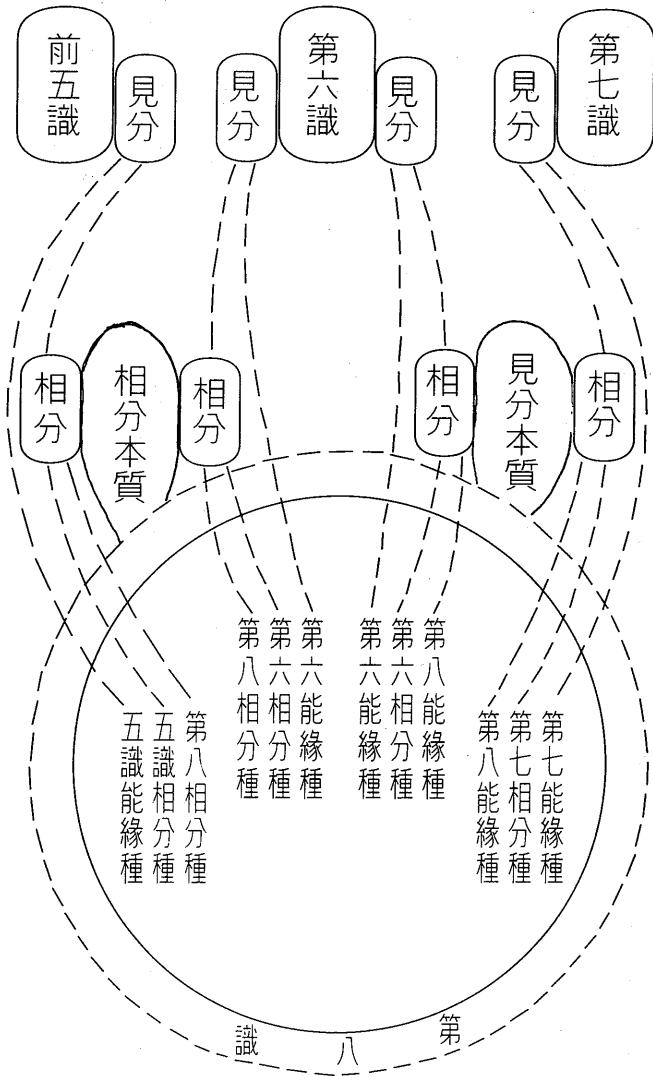 第七識
見分
見分
第六識
見分
見分
前五識
相分
見分本質
相分
相分
相分本質
相分
第七能緣種
第七相分種
第八能緣種
第八能緣種
第六相分種
第六能緣種
第六能緣種
第六相分種
第八相分種
第八相分種
五識相分種
五識能緣種
第八識